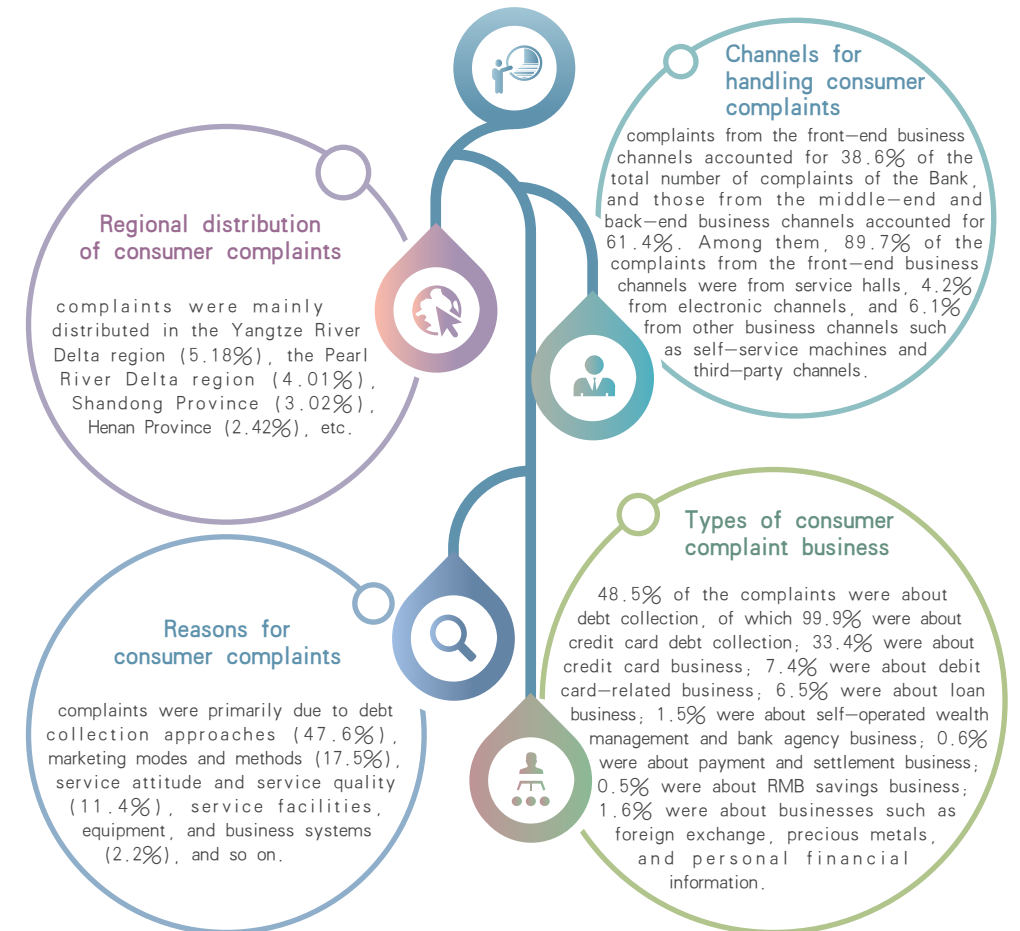 Channels for
handling consumer
complaints
complaints from the front—end business
channels accounted for 38.6% of the
total number of complaints of the Bank,
and those from the middle—end and
back—end business channels accounted for
61.4%. Among them, 89.7% of the
complaints from the front—end business
channels were from service halls, 4.2%
from electronic channels, and 6.1%
from other business channels such
as self—service machines and
third—party channels.
Regional distribution
of consumer complaints
complaints were mainly
distributed in the Yangtze River
Delta region (5.18%), the Pearl
River Delta region (4.01%),
Shandong Province (3.02%),
Henan Province (2.42%), etc.
Reasons for
consumer complaints
complaints were primarily due to debt
collection approaches (47.6%),
marketing modes and methods (17.5%),
service attitude and service quality
(11.4%), service facilities,
equipment, and business systems
(2.2%), and so on.
Types of consumer
complaint business
48.5% of the complaints were about
debt collection, of which 99.9% were about
credit card debt collection; 33.4% were about
credit card business; 7.4% were about debit
card—related business; 6.5% were about loan
business; 1.5% were about self—operated wealth
management and bank agency business; 0.6%
were about payment and settlement business;
0.5% were about RMB savings business;
1.6% were about businesses such as
foreign exchange, precious metals,
and personal financial
information.